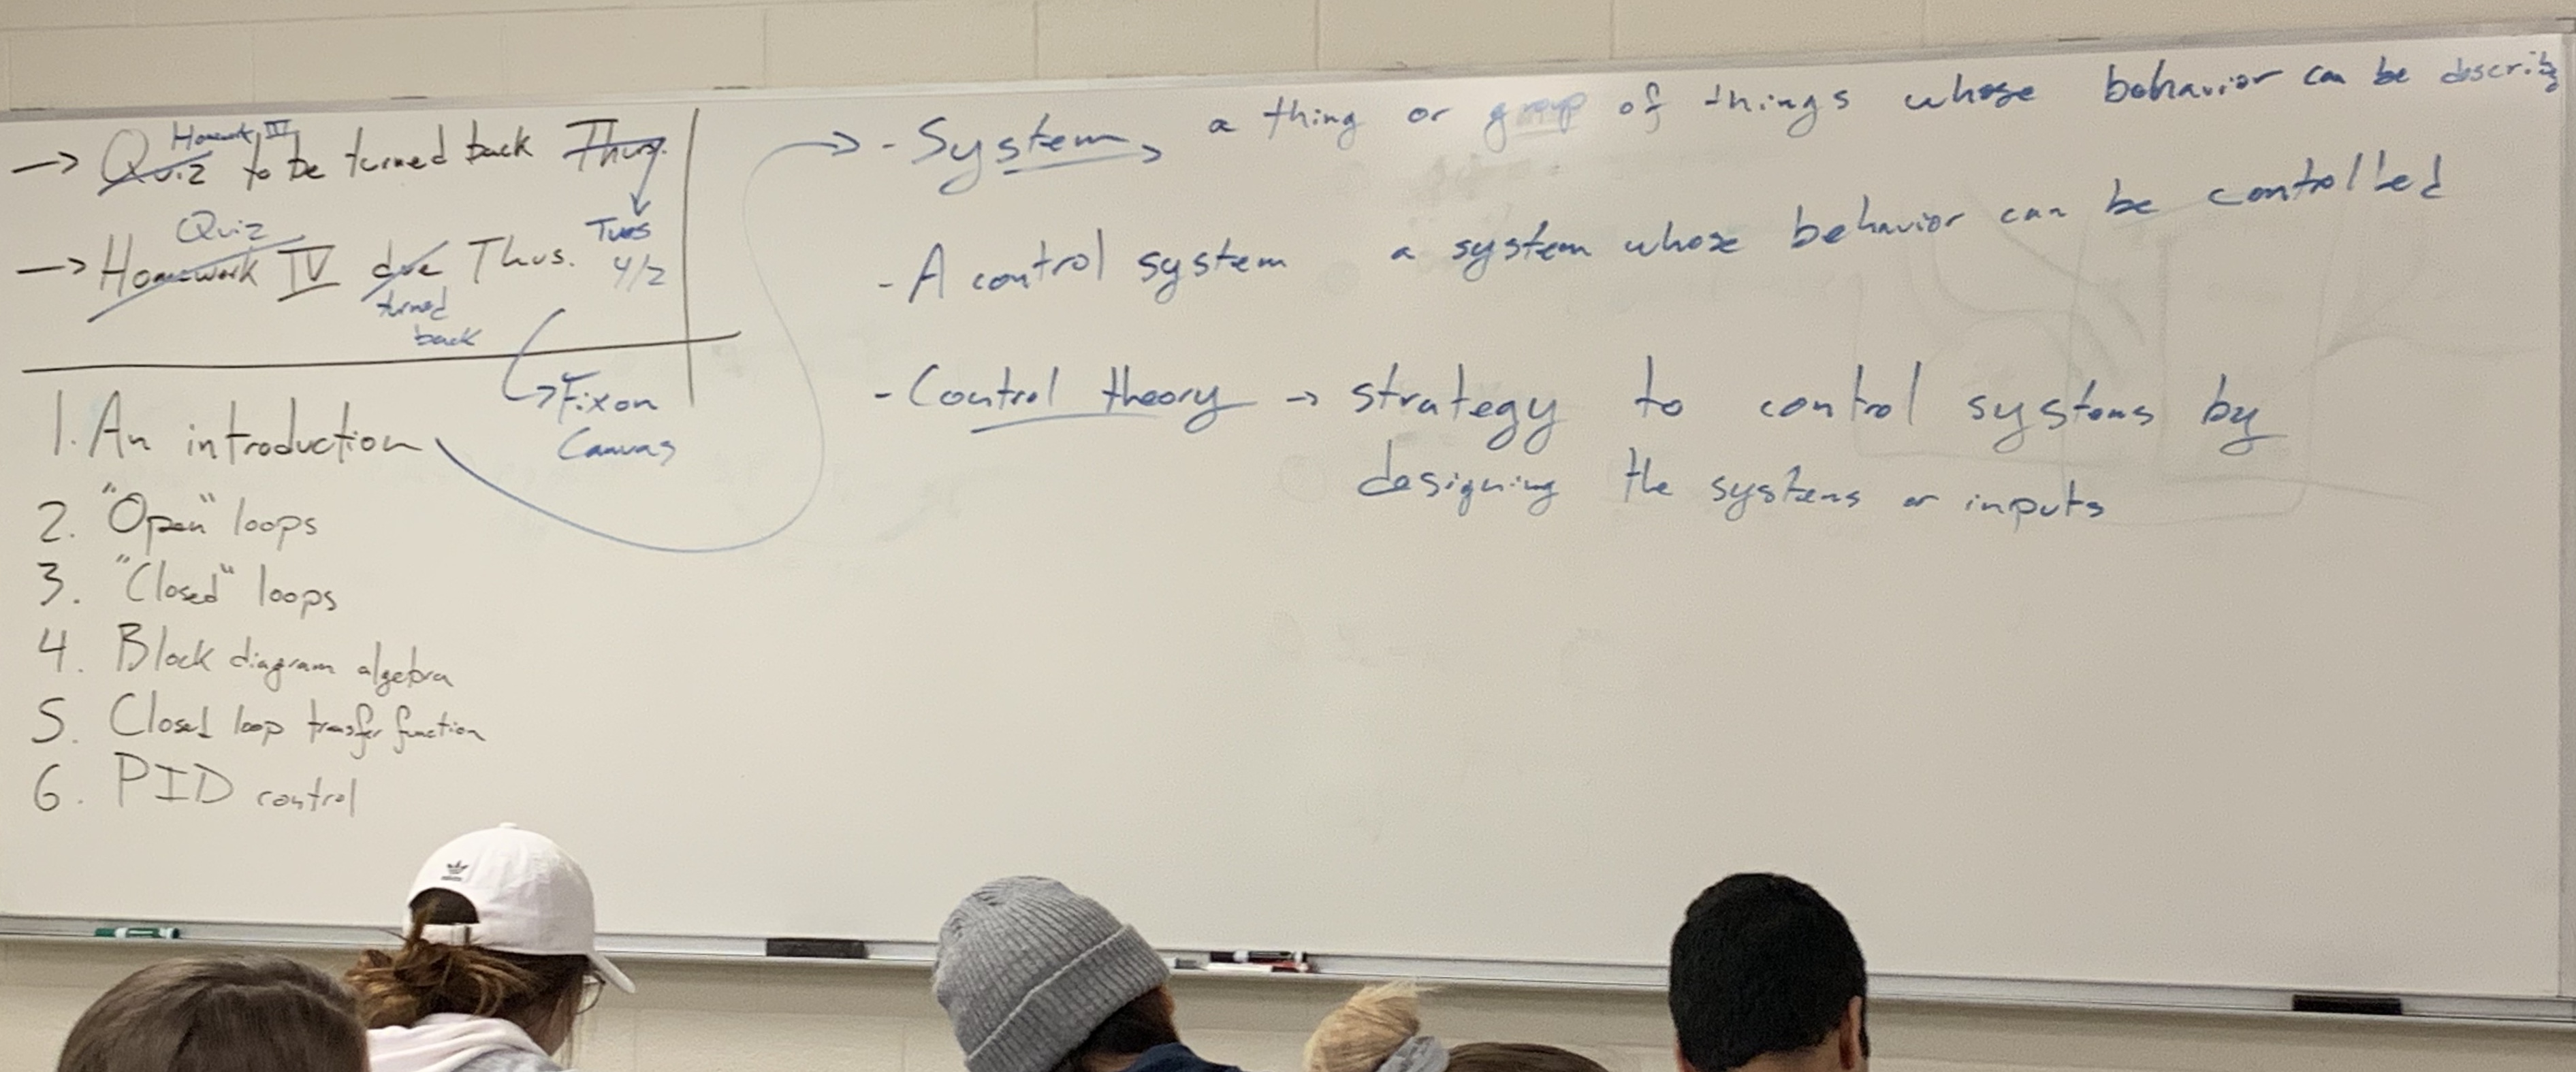 Homework III
→ Quiz to be turned back Thurs.
Quiz
→ Homework IV due Thus.
turned
back
Tues
4/2
→ Fix on
Canvas
1. An introduction
2. "Open" loops
3. "Closed" loops
4. Block diagram algebra
5. Closed loop transfer function
6. PID control
→ - System, a thing or group of things whose behavior can be
- A control system a system whose behavior can be controlled
- Control theory → strategy to control systems by
designing the systems or inputs